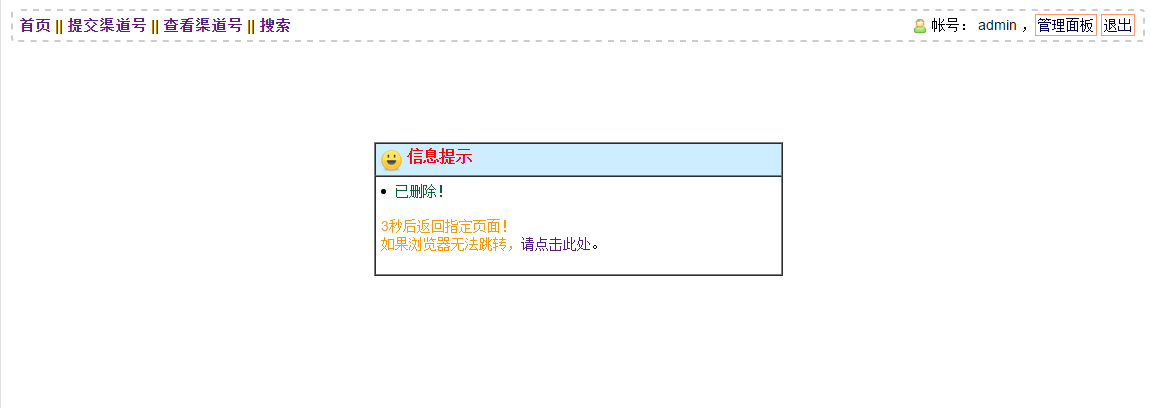 首页 || 提交渠道号 || 查看渠道号 || 搜索
帐号： admin ，管理面板 退出
信息提示
已删除！
3秒后返回指定页面！
如果浏览器无法跳转，请点击此处。